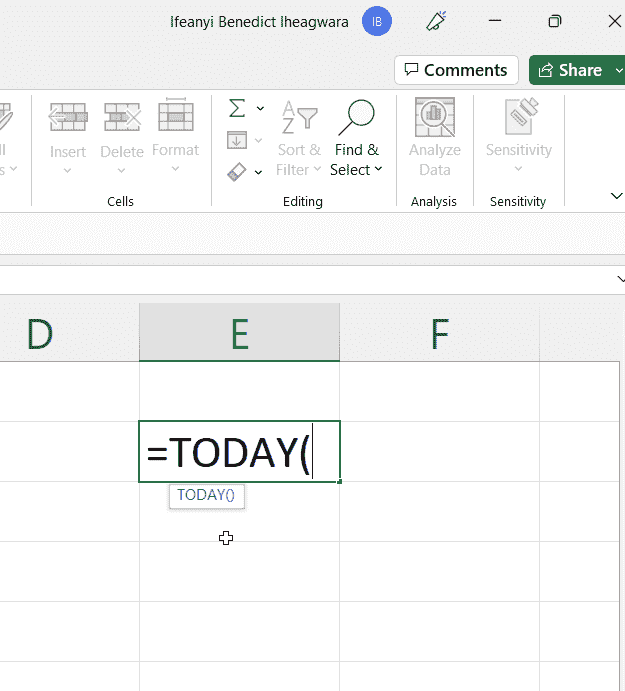 Ifeanyi Benedict Iheagwara IB
Comments Share
ll Insert Delete Format Sort & Find & Analyze Sensitivity
s Filter Select Data
Cells Editing Analysis Sensitivity
D E F
=TODAY(
TODAY()